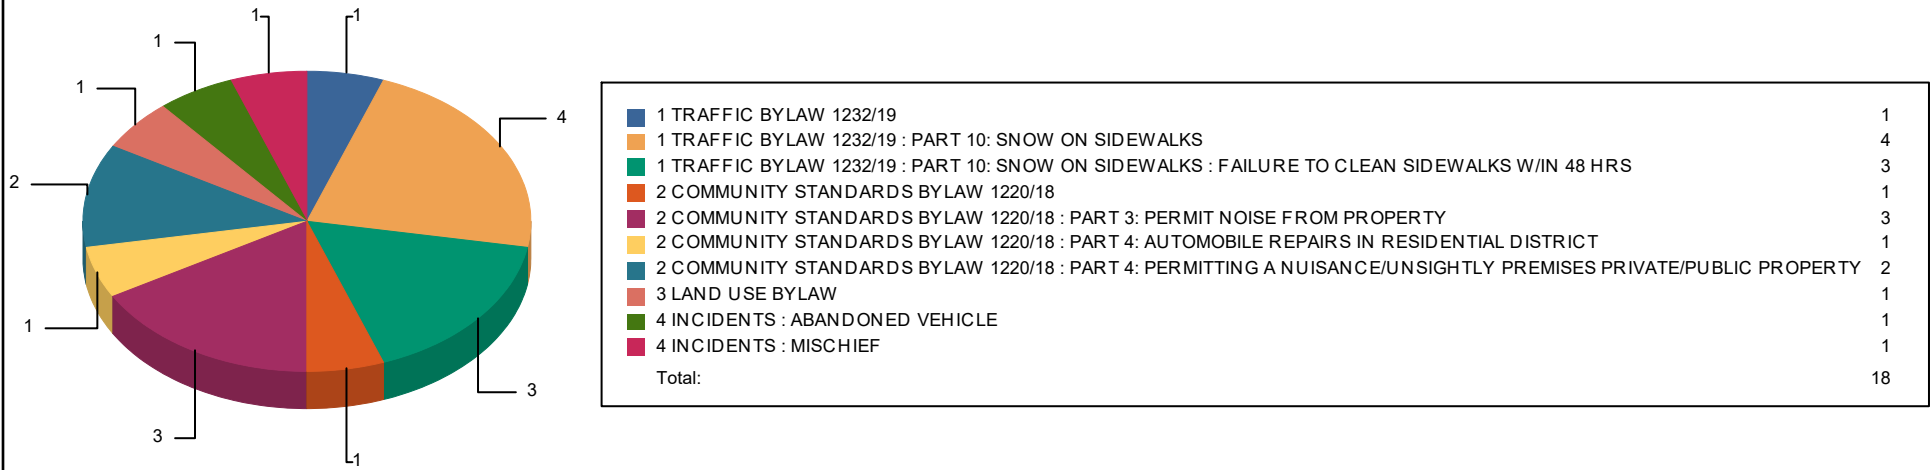 1
1
1
1
4
2
1
3
3
1
1 TRAFFIC BYLAW 1232/19 1
1 TRAFFIC BYLAW 1232/19 : PART 10: SNOW ON SIDEWALKS 4
1 TRAFFIC BYLAW 1232/19 : PART 10: SNOW ON SIDEWALKS : FAILURE TO CLEAN SIDEWALKS W/IN 48 HRS 3
2 COMMUNITY STANDARDS BYLAW 1220/18 1
2 COMMUNITY STANDARDS BYLAW 1220/18 : PART 3: PERMIT NOISE FROM PROPERTY 3
2 COMMUNITY STANDARDS BYLAW 1220/18 : PART 4: AUTOMOBILE REPAIRS IN RESIDENTIAL DISTRICT 1
2 COMMUNITY STANDARDS BYLAW 1220/18 : PART 4: PERMITTING A NUISANCE/UNSIGHTLY PREMISES PRIVATE/PUBLIC PROPERTY 2
3 LAND USE BYLAW 1
4 INCIDENTS : ABANDONED VEHICLE 1
4 INCIDENTS : MISCHIEF 1
Total: 18